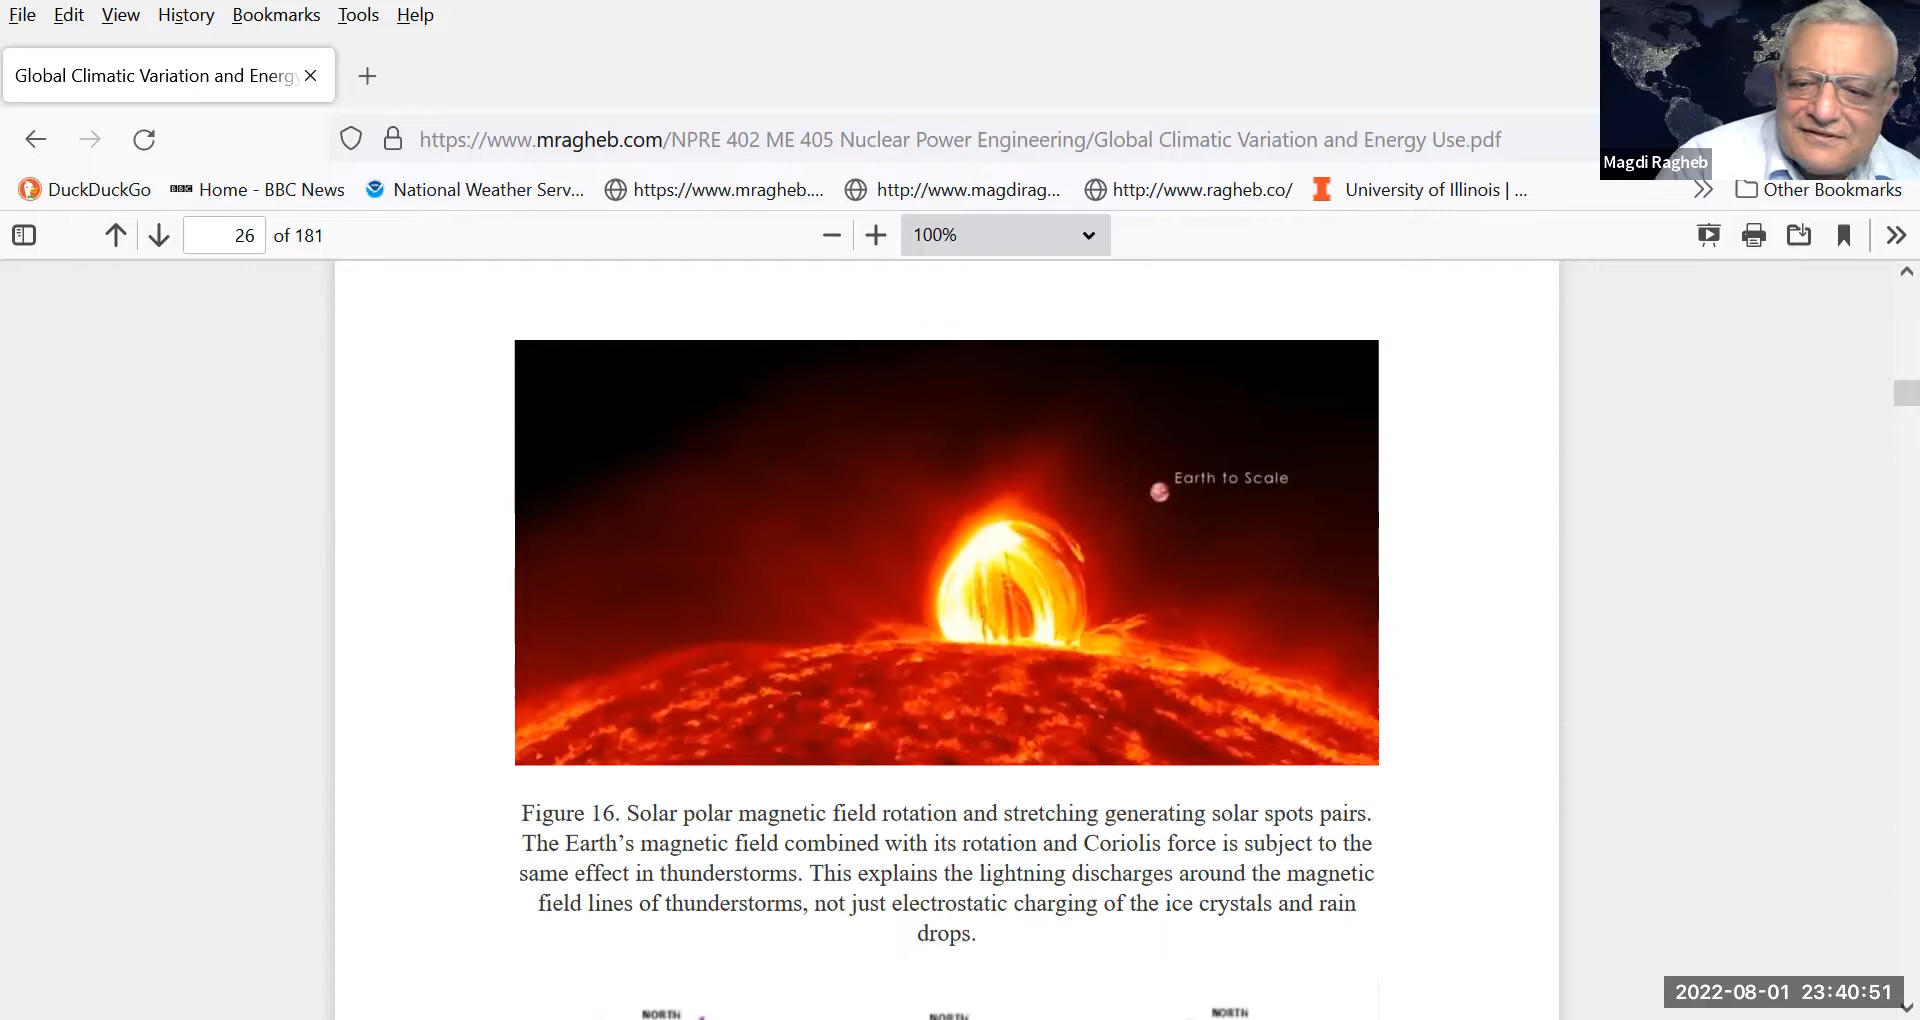 File Edit View History Bookmarks Tools Help
Global Climatic Variation and Energ
https://www.mragheb.com/NPRE 402 ME 405 Nuclear Power Engineering/Global Climatic Variation and Energy Use.pdf
Magdi Ragheb
DuckDuckGo BBC Home - BBC News National Weather Serv... https://www.mragheb.... http://www.magdirag... http://www.ragheb.co/ University of Illinois | ... Other Bookmarks
26 of 181 100%
Earth to Scale
Figure 16. Solar polar magnetic field rotation and stretching generating solar spots pairs.
The Earth’s magnetic field combined with its rotation and Coriolis force is subject to the
same effect in thunderstorms. This explains the lightning discharges around the magnetic
field lines of thunderstorms, not just electrostatic charging of the ice crystals and rain
drops.
NORTH NORTH NORTH
2022-08-01 23:40:51